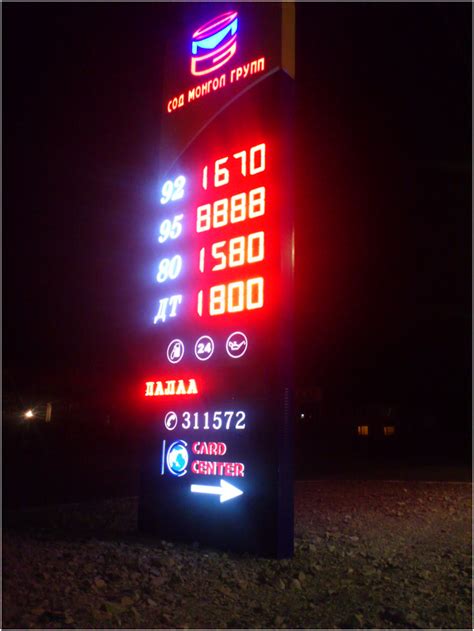 СОД МОНГОЛ ГРУПП
92 1670
95 8888
80 1580
ДТ 1800
24
ПАЛАА
311572
CARD
CENTER